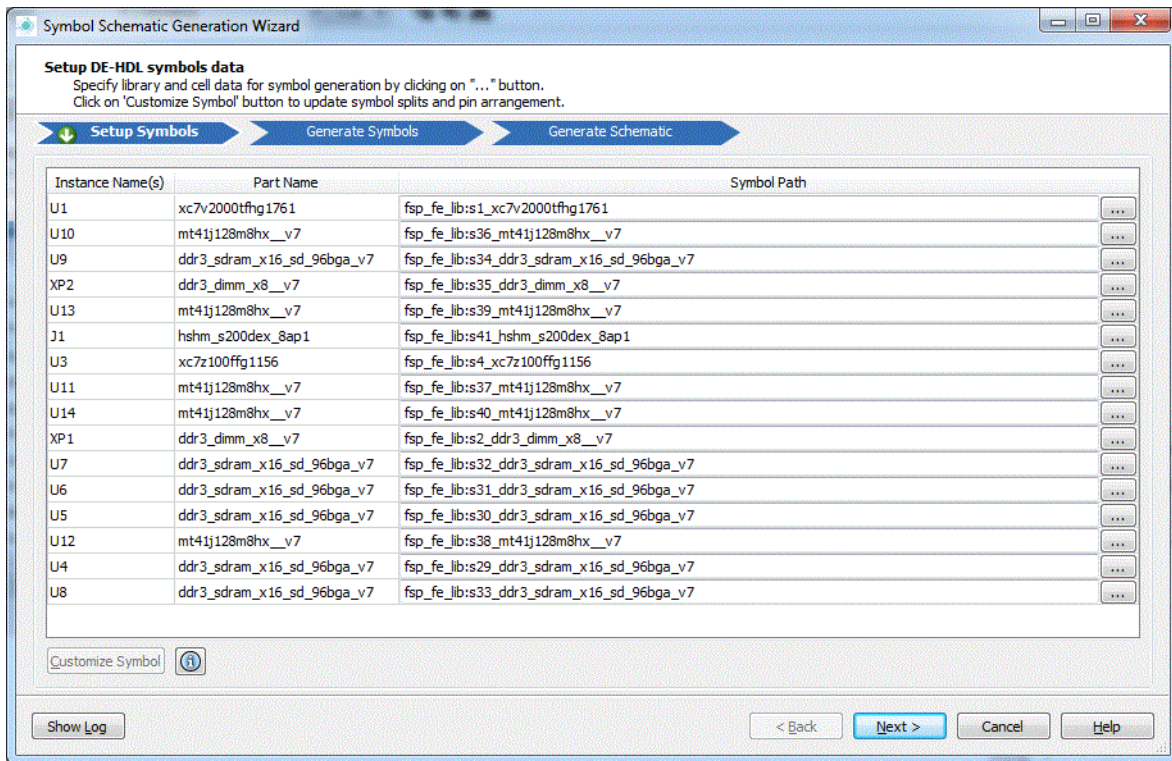 Symbol Schematic Generation Wizard
Setup DE-HDL symbols data
Specify library and cell data for symbol generation by clicking on "..." button.
Click on 'Customize Symbol' button to update symbol splits and pin arrangement.
Setup Symbols Generate Symbols Generate Schematic
Instance Name(s) Part Name Symbol Path
U1 xc7v2000tfhg1761 fsp_fe_lib:s1_xc7v2000tfhg1761 ...
U10 mt41j128m8hx__v7 fsp_fe_lib:s36_mt41j128m8hx__v7 ...
U9 ddr3_sdram_x16_sd_96bga_v7 fsp_fe_lib:s34_ddr3_sdram_x16_sd_96bga_v7 ...
XP2 ddr3_dimm_x8__v7 fsp_fe_lib:s35_ddr3_dimm_x8__v7 ...
U13 mt41j128m8hx__v7 fsp_fe_lib:s39_mt41j128m8hx__v7 ...
J1 hshm_s200dex_8ap1 fsp_fe_lib:s41_hshm_s200dex_8ap1 ...
U3 xc7z100ffg1156 fsp_fe_lib:s4_xc7z100ffg1156 ...
U11 mt41j128m8hx__v7 fsp_fe_lib:s37_mt41j128m8hx__v7 ...
U14 mt41j128m8hx__v7 fsp_fe_lib:s40_mt41j128m8hx__v7 ...
XP1 ddr3_dimm_x8__v7 fsp_fe_lib:s2_ddr3_dimm_x8__v7 ...
U7 ddr3_sdram_x16_sd_96bga_v7 fsp_fe_lib:s32_ddr3_sdram_x16_sd_96bga_v7 ...
U6 ddr3_sdram_x16_sd_96bga_v7 fsp_fe_lib:s31_ddr3_sdram_x16_sd_96bga_v7 ...
U5 ddr3_sdram_x16_sd_96bga_v7 fsp_fe_lib:s30_ddr3_sdram_x16_sd_96bga_v7 ...
U12 mt41j128m8hx__v7 fsp_fe_lib:s38_mt41j128m8hx__v7 ...
U4 ddr3_sdram_x16_sd_96bga_v7 fsp_fe_lib:s29_ddr3_sdram_x16_sd_96bga_v7 ...
U8 ddr3_sdram_x16_sd_96bga_v7 fsp_fe_lib:s33_ddr3_sdram_x16_sd_96bga_v7 ...
Customize Symbol
Show Log < Back Next > Cancel Help